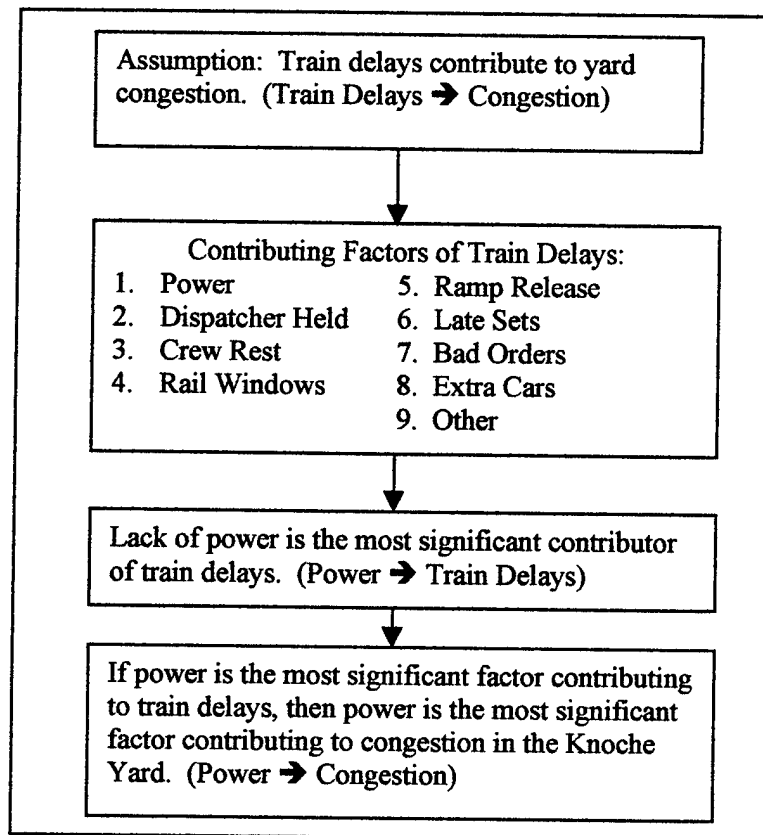 Assumption: Train delays contribute to yard
congestion. (Train Delays ➔ Congestion)
Contributing Factors of Train Delays:
1. Power
2. Dispatcher Held
3. Crew Rest
4. Rail Windows
5. Ramp Release
6. Late Sets
7. Bad Orders
8. Extra Cars
9. Other
Lack of power is the most significant contributor
of train delays. (Power ➔ Train Delays)
If power is the most significant factor contributing
to train delays, then power is the most significant
factor contributing to congestion in the Knoche
Yard. (Power ➔ Congestion)